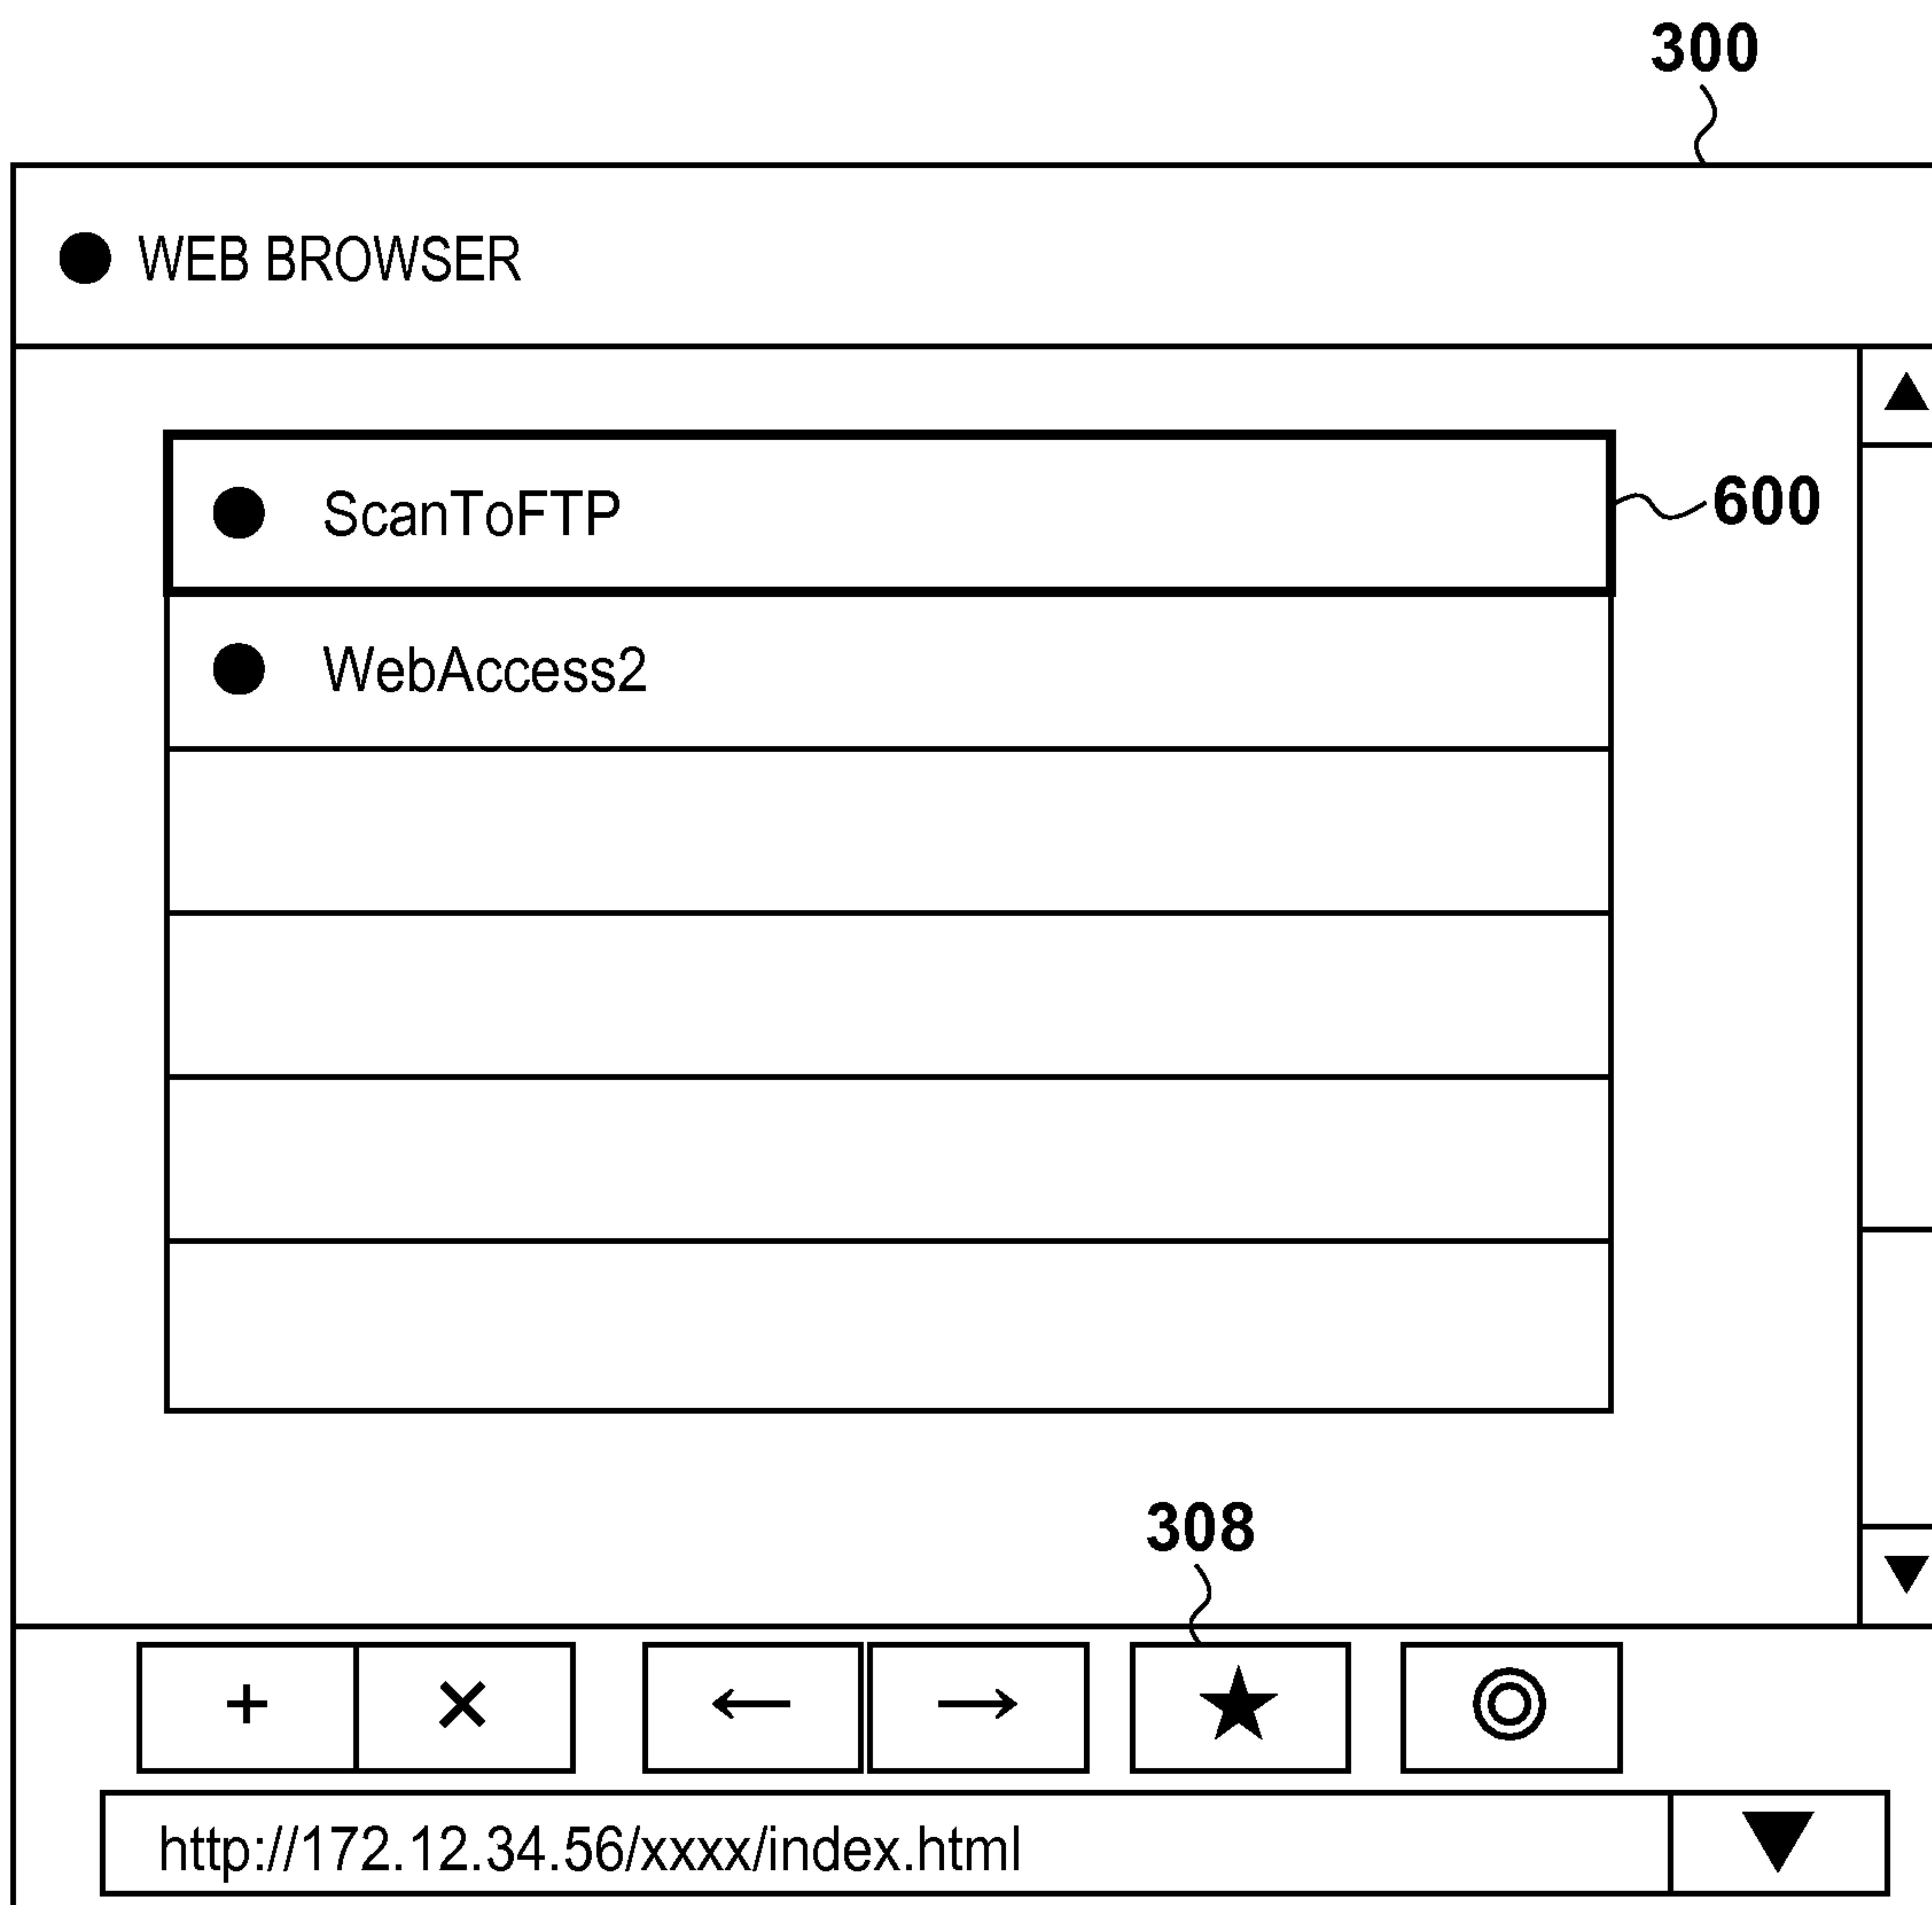 300
WEB BROWSER
ScanToFTP
600
WebAccess2
308
http://172.12.34.56/xxxx/index.html